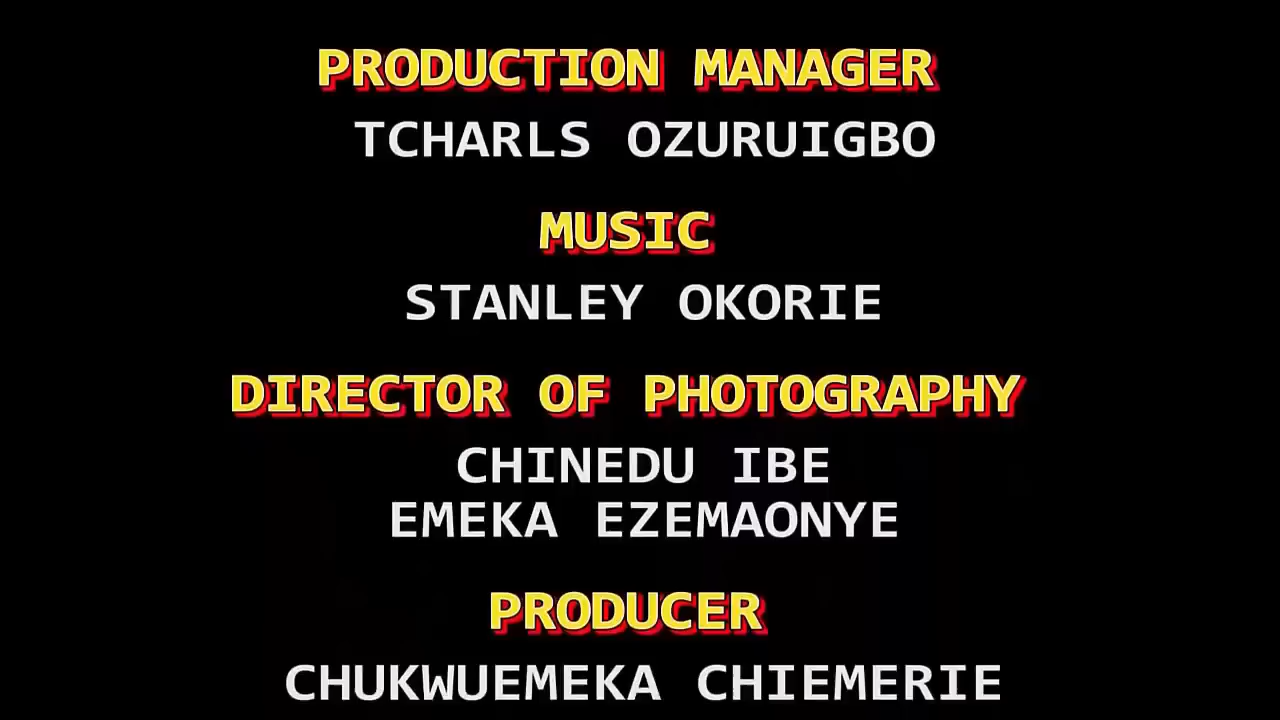 PRODUCTION MANAGER
TCHARLS OZURUIGBO
MUSIC
STANLEY OKORIE
DIRECTOR OF PHOTOGRAPHY
CHINEDU IBE
EMEKA EZEMAONYE
PRODUCER
CHUKWUEMEKA CHIEMERIE